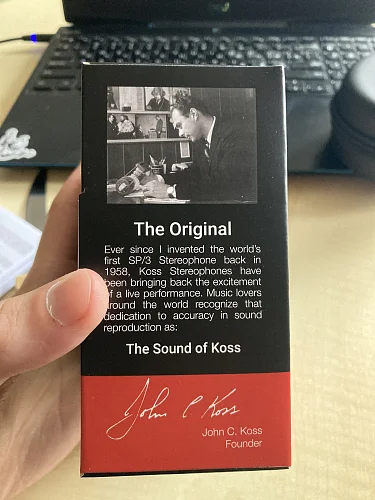 The Original
Ever since I invented the world's
first SP/3 Stereophone back in
1958, Koss Stereophones have
been bringing back the excitement
of a live performance. Music lovers
around the world recognize that
dedication to accuracy in sound
reproduction as:
The Sound of Koss
John C Koss
John C. Koss
Founder